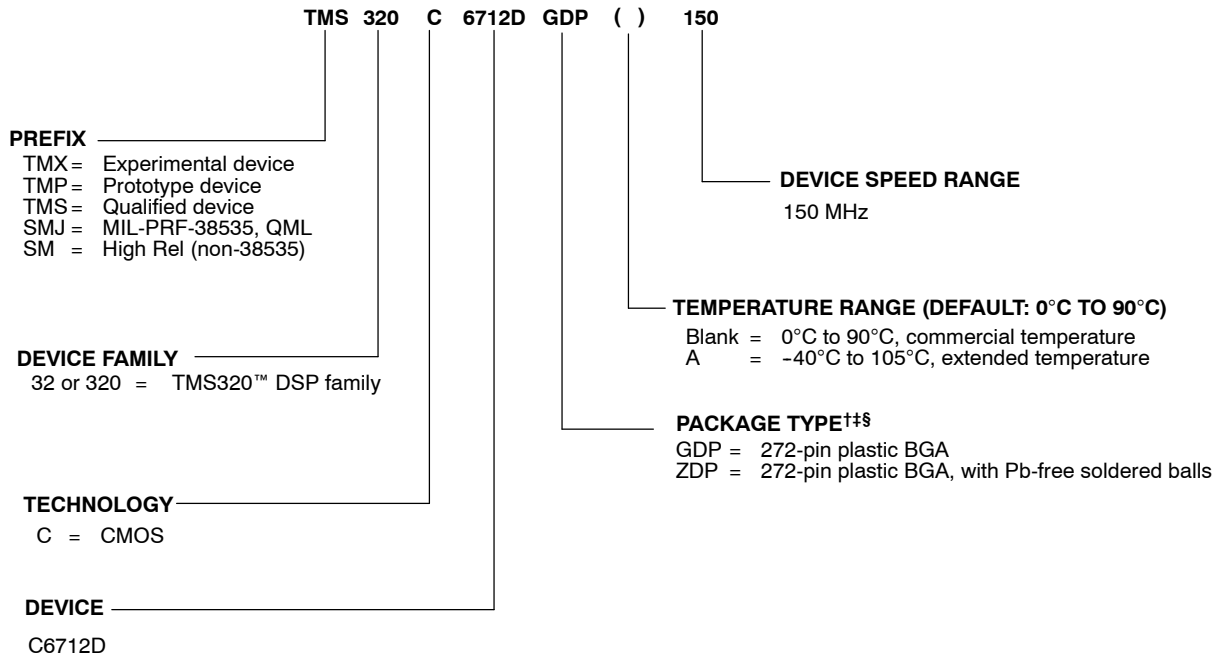 TMS 320 C 6712D GDP ( ) 150
PREFIX
TMX = Experimental device
TMP = Prototype device
TMS = Qualified device
SMJ = MIL-PRF-38535, QML
SM = High Rel (non-38535)
DEVICE SPEED RANGE
150 MHz
TEMPERATURE RANGE (DEFAULT: 0°C TO 90°C)
Blank = 0°C to 90°C, commercial temperature
A = -40°C to 105°C, extended temperature
DEVICE FAMILY
32 or 320 = TMS320™ DSP family
PACKAGE TYPE†‡§
GDP = 272-pin plastic BGA
ZDP = 272-pin plastic BGA, with Pb-free soldered balls
TECHNOLOGY
C = CMOS
DEVICE
C6712D